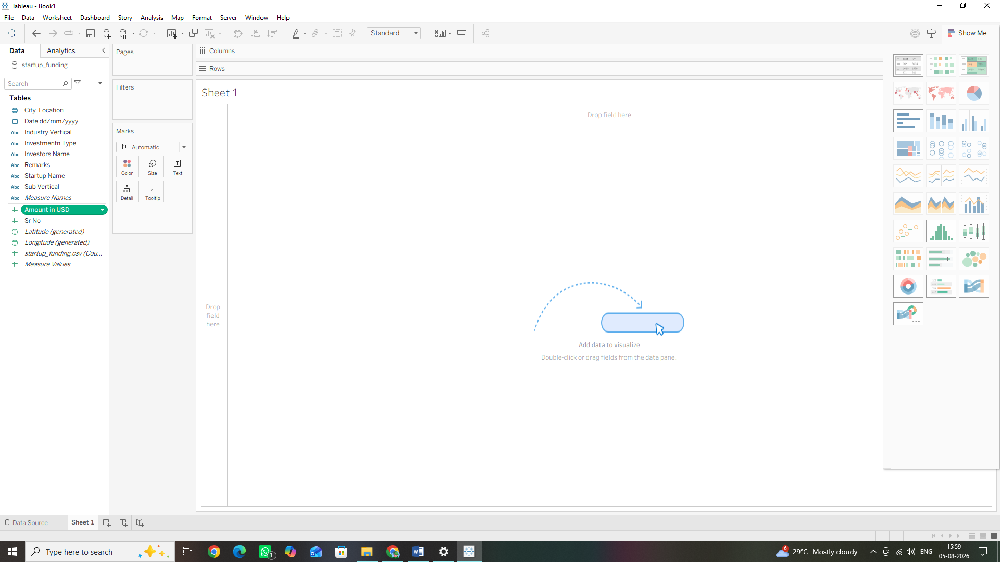 Tableau - Book1
File Data Worksheet Dashboard Story Analysis Map Format Server Window Help
Standard
Show Me
Data Analytics
startup_funding
Search
Tables
City Location
Date dd/mm/yyyy
Abc Industry Vertical
Abc Investmentn Type
Abc Investors Name
Abc Remarks
Abc Startup Name
Abc Sub Vertical
Abc Measure Names
Amount in USD
Sr No
Latitude (generated)
Longitude (generated)
startup_funding.csv (Cou...
Measure Values
Pages
Filters
Marks
Automatic
Color Size Text
Detail Tooltip
Columns
Rows
Sheet 1
Drop field here
Drop
field
here
Add data to visualize
Double-click or drag fields from the data pane.
Data Source Sheet 1
Type here to search
1
6
29°C Mostly cloudy
ENG
15:59
05-08-2026